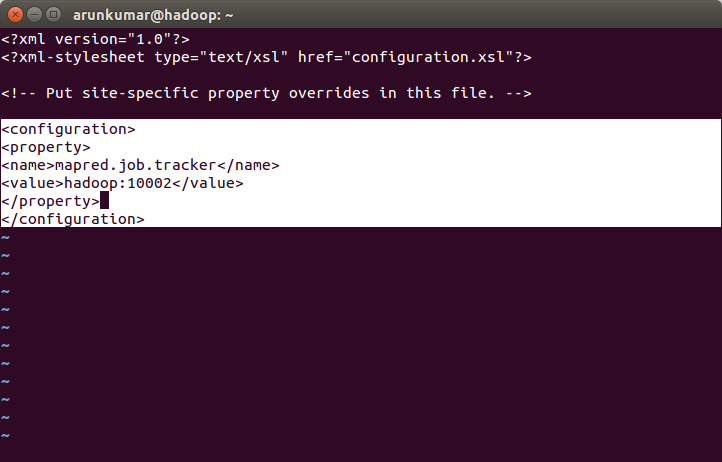 arunkumar@hadoop: ~
<?xml version="1.0"?>
<?xml-stylesheet type="text/xsl" href="configuration.xsl"?>
<!-- Put site-specific property overrides in this file. -->
<configuration>
<property>
<name>mapred.job.tracker</name>
<value>hadoop:10002</value>
</property>
</configuration>
~
~
~
~
~
~
~
~
~
~
~
~